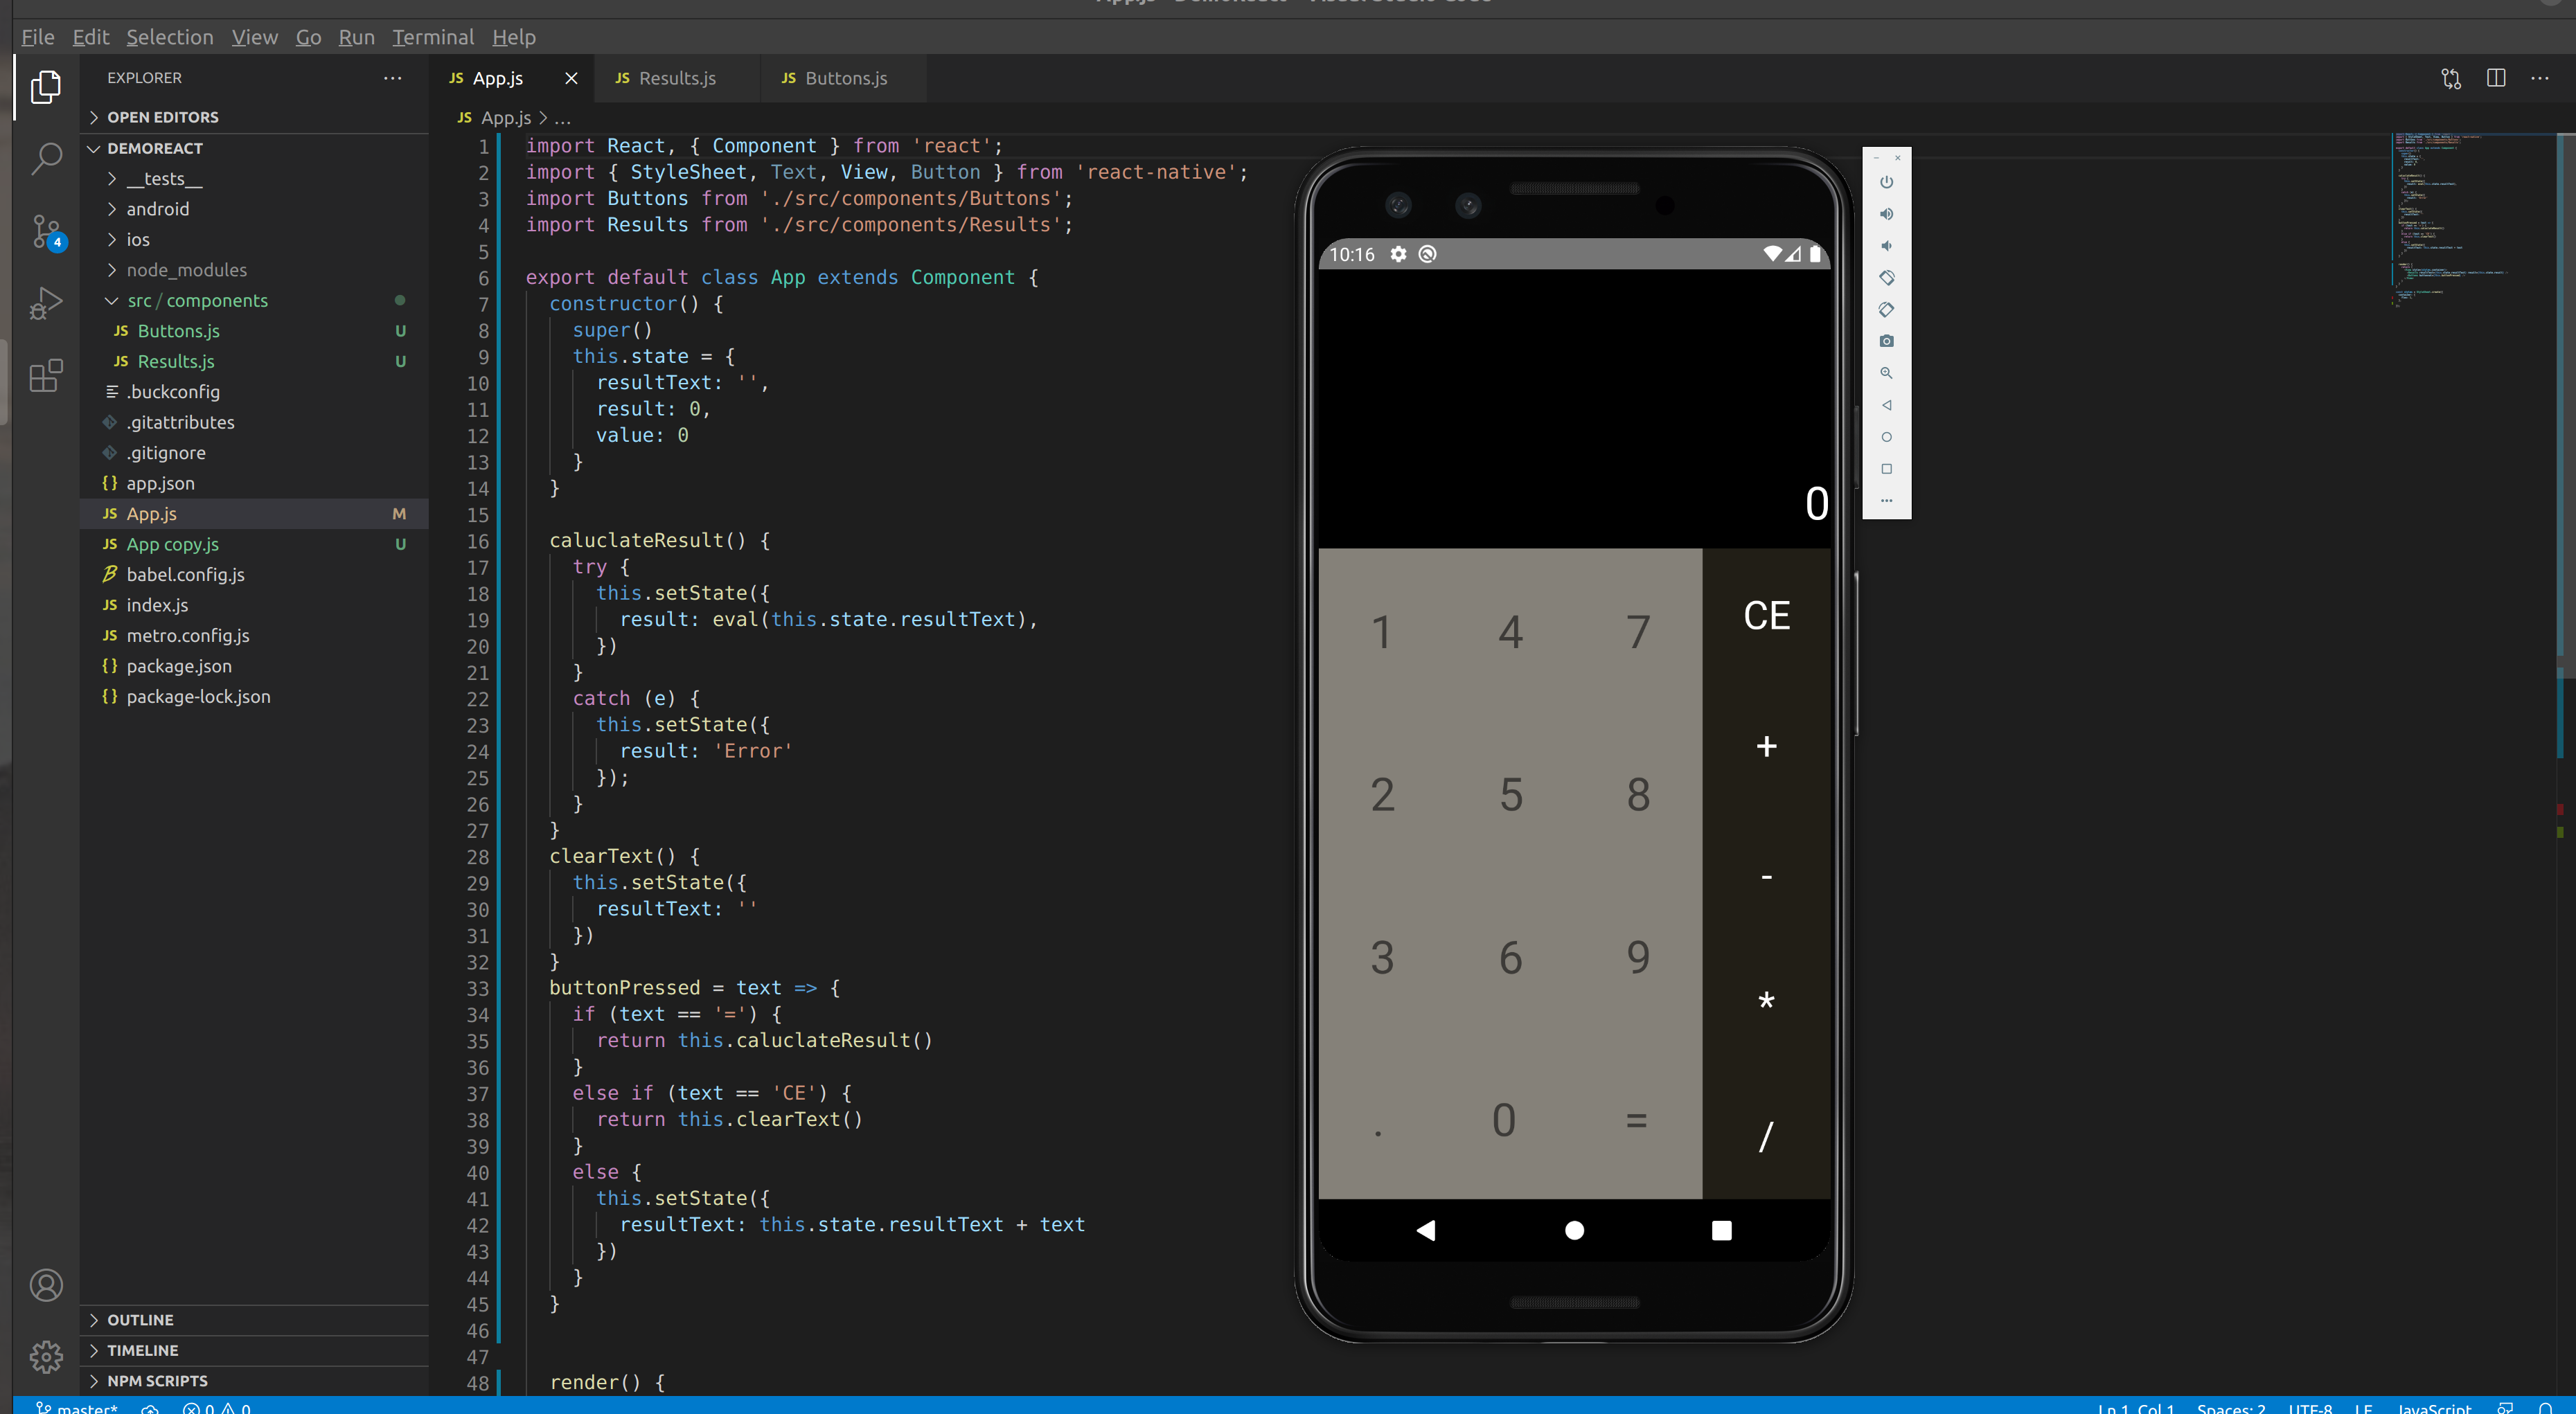 File Edit Selection View Go Run Terminal Help
EXPLORER
OPEN EDITORS
DEMOREACT
__tests__
android
ios
node_modules
src / components
JS Buttons.js U
JS Results.js U
.buckconfig
.gitattributes
.gitignore
{} app.json
JS App.js M
JS App copy.js U
babel.config.js
JS index.js
JS metro.config.js
{} package.json
{} package-lock.json
OUTLINE
TIMELINE
NPM SCRIPTS
4
JS App.js JS Results.js JS Buttons.js
JS App.js > ...
1 import React, { Component } from 'react';
2 import { StyleSheet, Text, View, Button } from 'react-native';
3 import Buttons from './src/components/Buttons';
4 import Results from './src/components/Results';
5
6 export default class App extends Component {
7 constructor() {
8 super()
9 this.state = {
10 resultText: '',
11 result: 0,
12 value: 0
13 }
14 }
15
16 caluclateResult() {
17 try {
18 this.setState({
19 result: eval(this.state.resultText),
20 })
21 }
22 catch (e) {
23 this.setState({
24 result: 'Error'
25 });
26 }
27 }
28 clearText() {
29 this.setState({
30 resultText: ''
31 })
32 }
33 buttonPressed = text => {
34 if (text == '=') {
35 return this.caluclateResult()
36 }
37 else if (text == 'CE') {
38 return this.clearText()
39 }
40 else {
41 this.setState({
42 resultText: this.state.resultText + text
43 })
44 }
45 }
46
47
48 render() {
10:16
0
1 4 7 CE
+
2 5 8
-
3 6 9
*
. 0 =
/
master* 0 0 Ln 1, Col 1 Spaces: 2 UTF-8 LF JavaScript